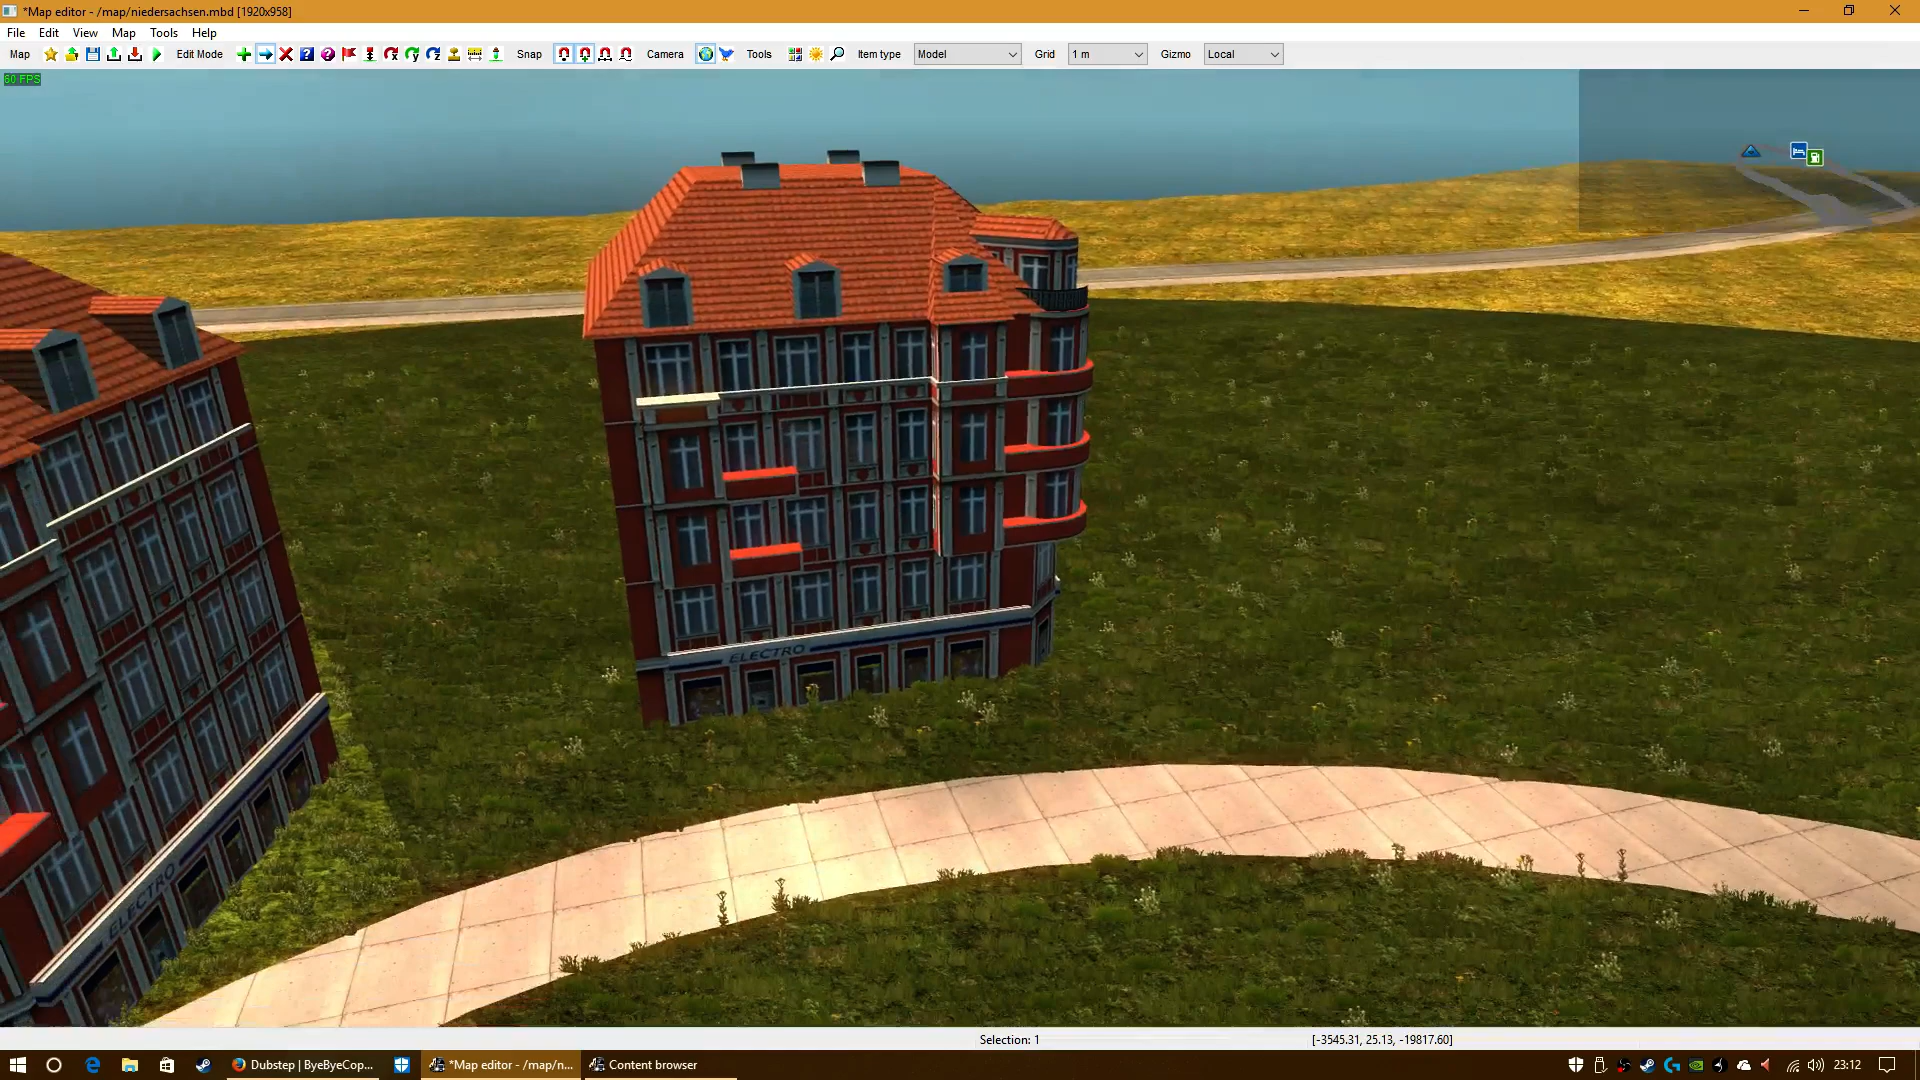 *Map editor - /map/niedersachsen.mbd [1920x958]
File Edit View Map Tools Help
Map Edit Mode Snap Camera Tools Item type Model Grid 1 m Gizmo Local
60 FPS
ELECTRO
ELECTRO
Selection: 1 [-3545.31, 25.13, -19817.60]
Dubstep | ByeByeCop... *Map editor - /map/n... Content browser 23:12